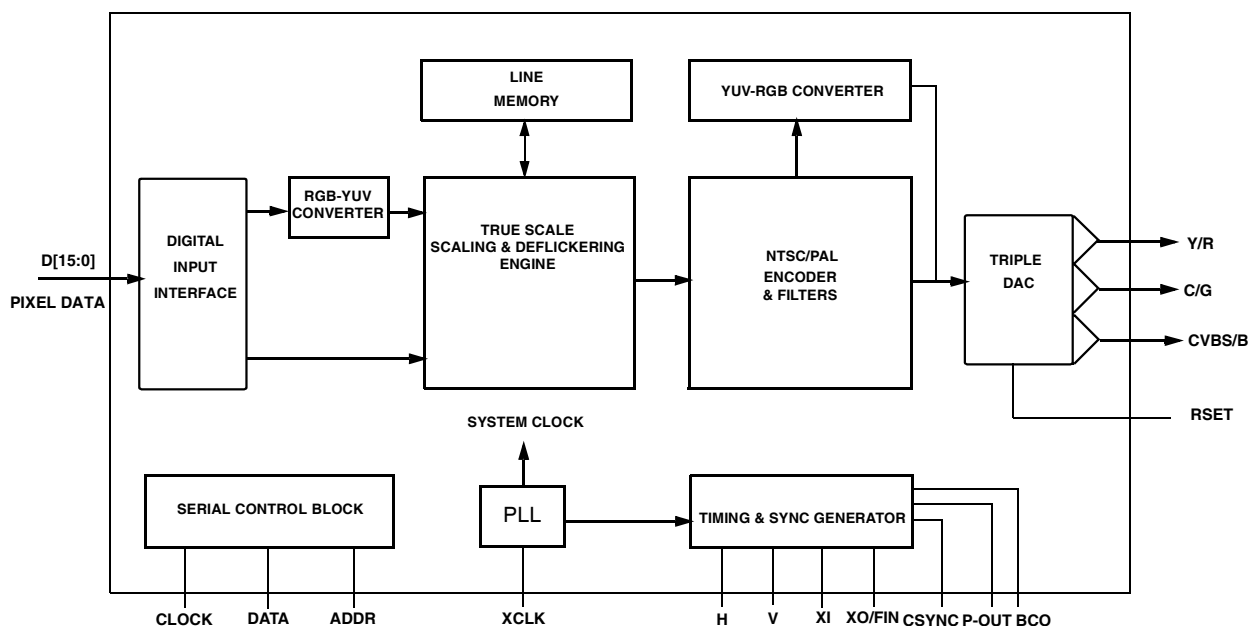 LINE
MEMORY
YUV-RGB CONVERTER
RGB-YUV
CONVERTER
D[15:0]
PIXEL DATA
DIGITAL
INPUT
INTERFACE
TRUE SCALE
SCALING & DEFLICKERING
ENGINE
NTSC/PAL
ENCODER
& FILTERS
TRIPLE
DAC
Y/R
C/G
CVBS/B
RSET
SYSTEM CLOCK
SERIAL CONTROL BLOCK
PLL
TIMING & SYNC GENERATOR
CLOCK
DATA
ADDR
XCLK
H
V
XI
XO/FIN
CSYNC
P-OUT
BCO